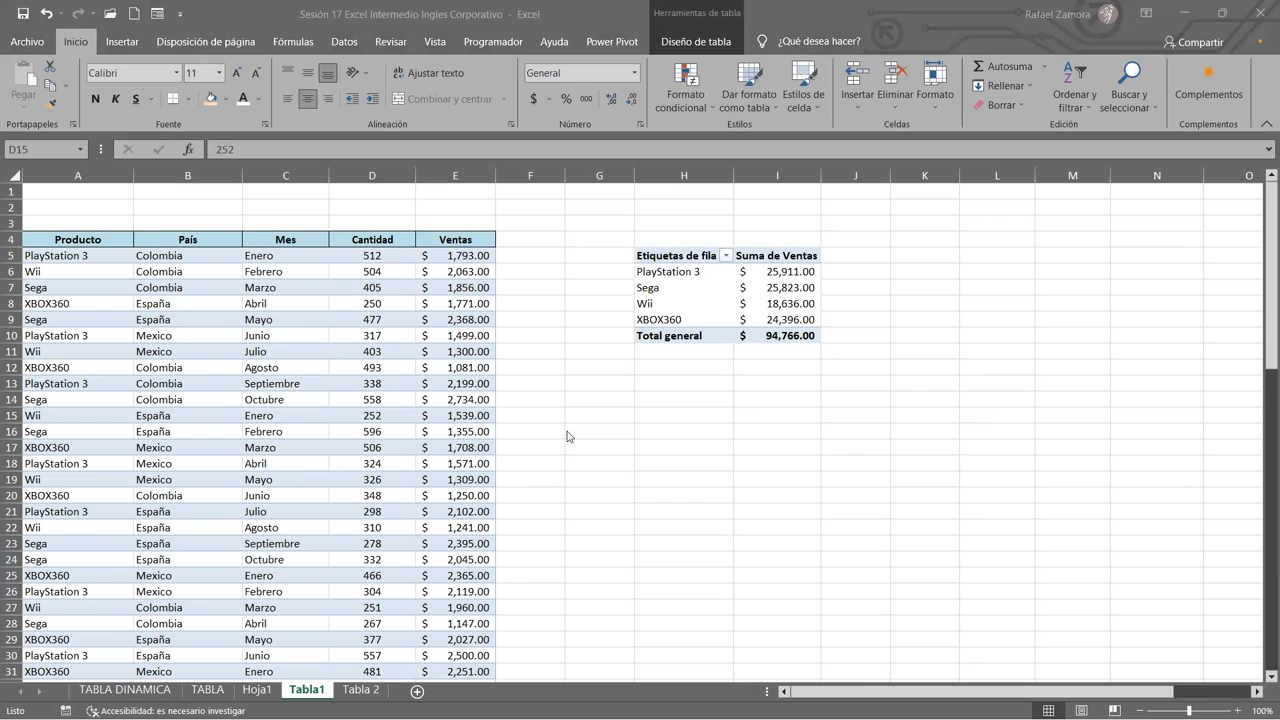 Sesión 17 Excel Intermedio Ingles Corporativo - Excel
Herramientas de tabla
Rafael Zamora
Archivo Inicio Insertar Disposición de página Fórmulas Datos Revisar Vista Programador Ayuda Power Pivot Diseño de tabla ¿Qué desea hacer? Compartir
Pegar
Calibri 11
N K S
Ajustar texto
Combinar y centrar
General
$ % 000
Formato condicional
Dar formato como tabla
Estilos de celda
Insertar Eliminar Formato
Autosuma
Rellenar
Borrar
Ordenar y filtrar
Buscar y seleccionar
Complementos
Portapapeles Fuente Alineación Número Estilos Celdas Edición Complementos
D15 fx 252
A B C D E F G H I J K L M N O
1
2
3
4 Producto País Mes Cantidad Ventas
5 PlayStation 3 Colombia Enero 512 $ 1,793.00 Etiquetas de fila Suma de Ventas
6 Wii Colombia Febrero 504 $ 2,063.00 PlayStation 3 $ 25,911.00
7 Sega Colombia Marzo 405 $ 1,856.00 Sega $ 25,823.00
8 XBOX360 España Abril 250 $ 1,771.00 Wii $ 18,636.00
9 Sega España Mayo 477 $ 2,368.00 XBOX360 $ 24,396.00
10 PlayStation 3 Mexico Junio 317 $ 1,499.00 Total general $ 94,766.00
11 Wii Mexico Julio 403 $ 1,300.00
12 XBOX360 Colombia Agosto 493 $ 1,081.00
13 PlayStation 3 Colombia Septiembre 338 $ 2,199.00
14 Sega Colombia Octubre 558 $ 2,734.00
15 Wii España Enero 252 $ 1,539.00
16 Sega España Febrero 596 $ 1,355.00
17 XBOX360 Mexico Marzo 506 $ 1,708.00
18 PlayStation 3 Mexico Abril 324 $ 1,571.00
19 Wii Mexico Mayo 326 $ 1,309.00
20 XBOX360 Colombia Junio 348 $ 1,250.00
21 PlayStation 3 España Julio 298 $ 2,102.00
22 Wii España Agosto 310 $ 1,241.00
23 Sega España Septiembre 278 $ 2,395.00
24 Sega España Octubre 332 $ 2,045.00
25 XBOX360 Mexico Enero 466 $ 2,365.00
26 PlayStation 3 Mexico Febrero 304 $ 2,119.00
27 Wii Colombia Marzo 251 $ 1,960.00
28 Sega Colombia Abril 267 $ 1,147.00
29 XBOX360 España Mayo 377 $ 2,027.00
30 PlayStation 3 España Junio 557 $ 2,500.00
31 XBOX360 Mexico Enero 481 $ 2,251.00
TABLA DINAMICA TABLA Hoja1 Tabla1 Tabla 2
Listo Accesibilidad: es necesario investigar 100%